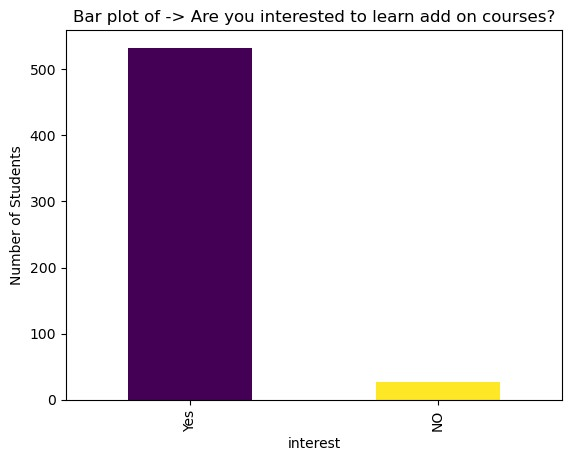 Bar plot of -> Are you interested to learn add on courses?
Number of Students
500
400
300
200
100
0
Yes
NO
interest